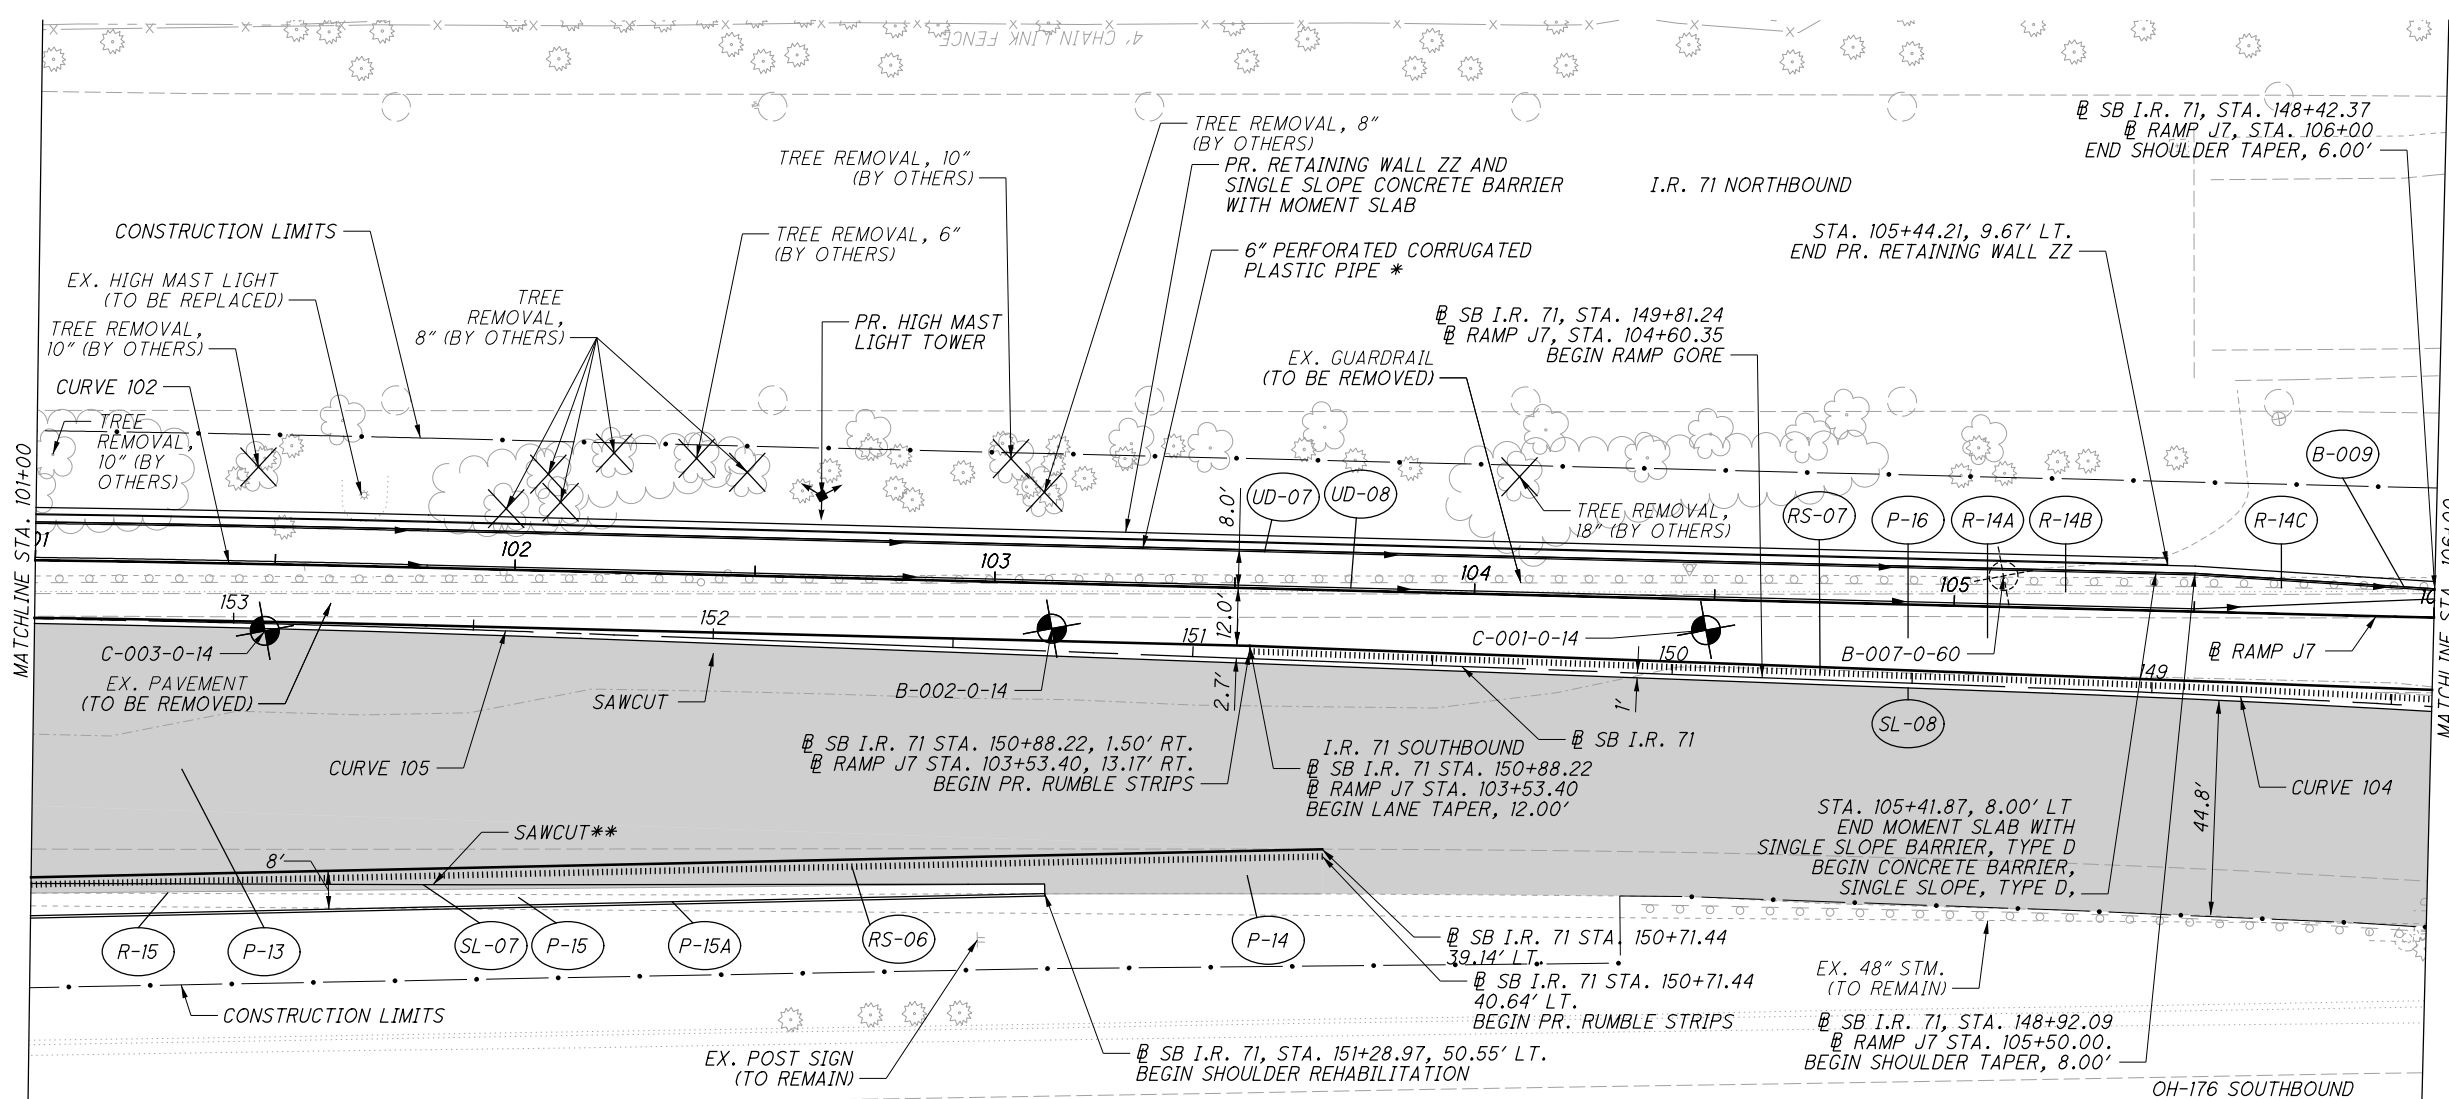 4' CHAIN LINK FENCE
℄ SB I.R. 71, STA. 148+42.37
℄ RAMP J7, STA. 106+00
END SHOULDER TAPER, 6.00'
TREE REMOVAL, 8"
(BY OTHERS)
TREE REMOVAL, 10"
(BY OTHERS)
PR. RETAINING WALL ZZ AND
SINGLE SLOPE CONCRETE BARRIER
WITH MOMENT SLAB
I.R. 71 NORTHBOUND
CONSTRUCTION LIMITS
TREE REMOVAL, 6"
(BY OTHERS)
6" PERFORATED CORRUGATED
PLASTIC PIPE *
STA. 105+44.21, 9.67' LT.
END PR. RETAINING WALL ZZ
EX. HIGH MAST LIGHT
(TO BE REPLACED)
TREE
REMOVAL,
8" (BY OTHERS)
PR. HIGH MAST
LIGHT TOWER
℄ SB I.R. 71, STA. 149+81.24
℄ RAMP J7, STA. 104+60.35
BEGIN RAMP GORE
TREE REMOVAL,
10" (BY OTHERS)
EX. GUARDRAIL
(TO BE REMOVED)
CURVE 102
TREE
REMOVAL,
10" (BY
OTHERS)
MATCHLINE STA. 101+00
B-009
UD-07
UD-08
8.0'
TREE REMOVAL,
18" (BY OTHERS)
RS-07
P-16
R-14A
R-14B
R-14C
MATCHLINE STA. 106+00
01
102
103
104
105
10
153
152
151
150
149
12.0'
C-003-0-14
C-001-0-14
B-007-0-60
℄ RAMP J7
EX. PAVEMENT
(TO BE REMOVED)
SAWCUT
B-002-0-14
2.7'
1'
SL-08
CURVE 105
℄ SB I.R. 71 STA. 150+88.22, 1.50' RT.
℄ RAMP J7 STA. 103+53.40, 13.17' RT.
BEGIN PR. RUMBLE STRIPS
I.R. 71 SOUTHBOUND
℄ SB I.R. 71
℄ SB I.R. 71 STA. 150+88.22
℄ RAMP J7 STA. 103+53.40
BEGIN LANE TAPER, 12.00'
CURVE 104
44.8'
STA. 105+41.87, 8.00' LT
END MOMENT SLAB WITH
SINGLE SLOPE BARRIER, TYPE D
BEGIN CONCRETE BARRIER,
SINGLE SLOPE, TYPE D,
SAWCUT**
8'
R-15
P-13
SL-07
P-15
P-15A
RS-06
P-14
℄ SB I.R. 71 STA. 150+71.44
39.14' LT.
℄ SB I.R. 71 STA. 150+71.44
40.64' LT.
BEGIN PR. RUMBLE STRIPS
EX. 48" STM.
(TO REMAIN)
CONSTRUCTION LIMITS
EX. POST SIGN
(TO REMAIN)
℄ SB I.R. 71, STA. 151+28.97, 50.55' LT.
BEGIN SHOULDER REHABILITATION
℄ SB I.R. 71, STA. 148+92.09
℄ RAMP J7 STA. 105+50.00.
BEGIN SHOULDER TAPER, 8.00'
OH-176 SOUTHBOUND